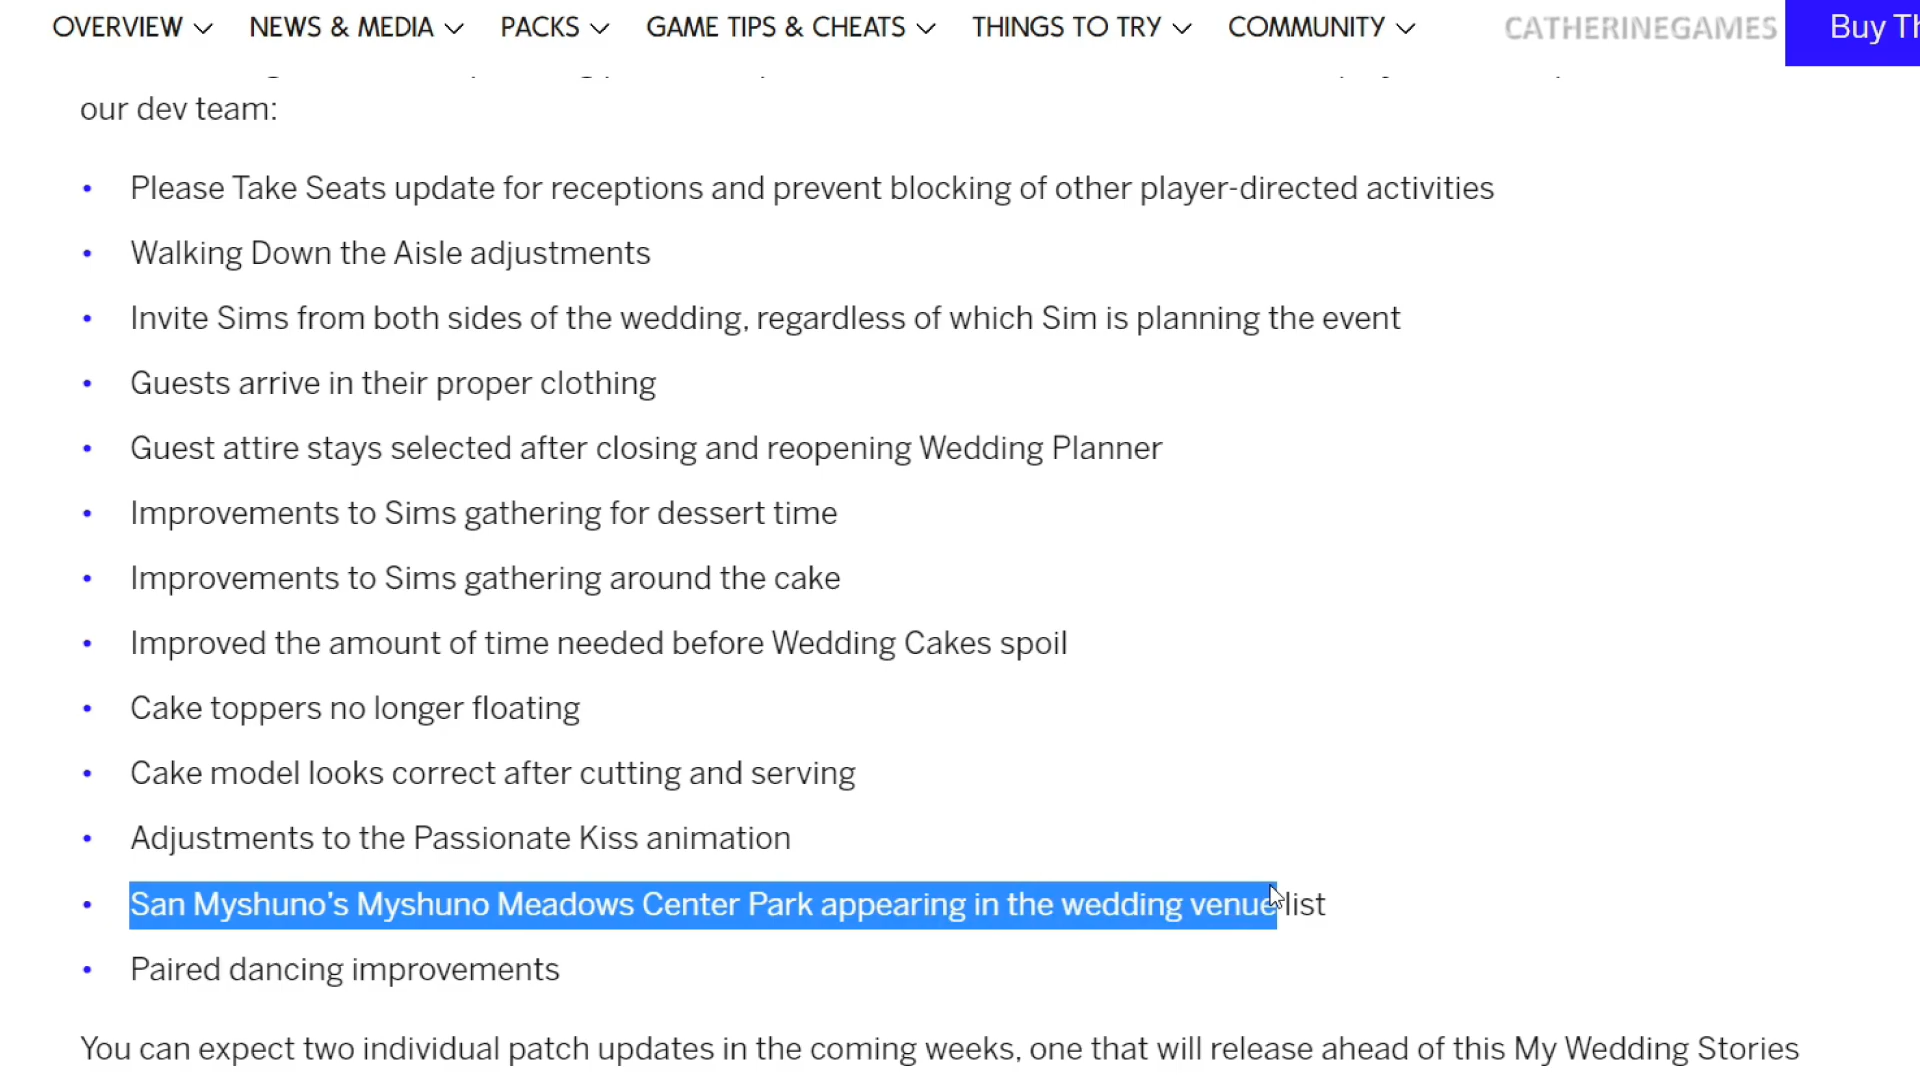 OVERVIEW NEWS & MEDIA PACKS GAME TIPS & CHEATS THINGS TO TRY COMMUNITY CATHERINEGAMES Buy Th
our dev team:
• Please Take Seats update for receptions and prevent blocking of other player-directed activities
• Walking Down the Aisle adjustments
• Invite Sims from both sides of the wedding, regardless of which Sim is planning the event
• Guests arrive in their proper clothing
• Guest attire stays selected after closing and reopening Wedding Planner
• Improvements to Sims gathering for dessert time
• Improvements to Sims gathering around the cake
• Improved the amount of time needed before Wedding Cakes spoil
• Cake toppers no longer floating
• Cake model looks correct after cutting and serving
• Adjustments to the Passionate Kiss animation
• San Myshuno's Myshuno Meadows Center Park appearing in the wedding venue list
• Paired dancing improvements
You can expect two individual patch updates in the coming weeks, one that will release ahead of this My Wedding Stories